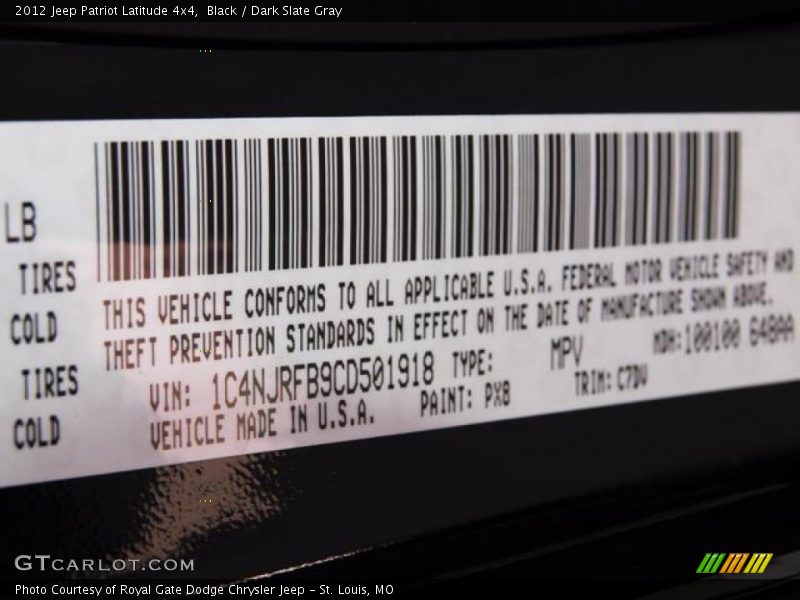 2012 Jeep Patriot Latitude 4x4,  Black / Dark Slate Gray
LB
TIRES
COLD
TIRES
COLD
THIS VEHICLE CONFORMS TO ALL APPLICABLE U.S.A. FEDERAL MOTOR VEHICLE SAFETY AND
THEFT PREVENTION STANDARDS IN EFFECT ON THE DATE OF MANUFACTURE SHOWN ABOVE.
VIN: 1C4NJRFB9CD501918 TYPE: MPV MDH:100100 648AA
VEHICLE MADE IN U.S.A. PAINT: PX8 TRIM: C7DV
GTCARLOT.COM
Photo Courtesy of Royal Gate Dodge Chrysler Jeep - St. Louis, MO